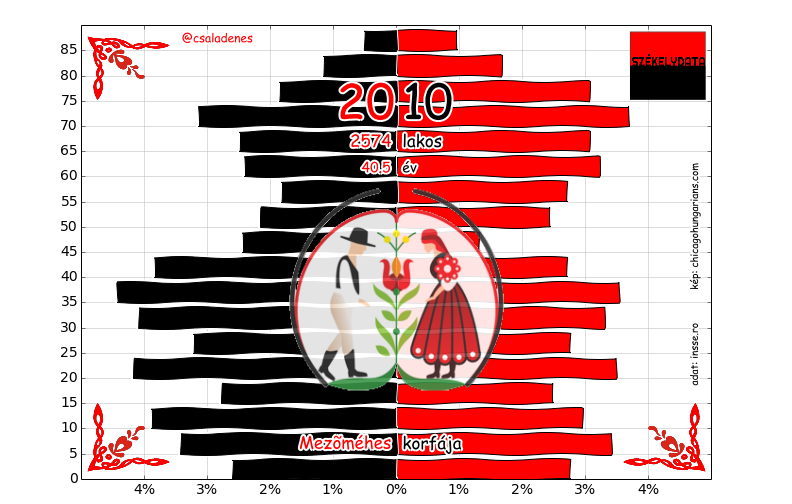 @csaladenes
SZÉKELYDATA
2010
2574 lakos
40.5 év
kép: chicagohungarians.com
adat: insse.ro
Mezõméhes korfája
85
80
75
70
65
60
55
50
45
40
35
30
25
20
15
10
5
0
4% 3% 2% 1% 0% 1% 2% 3% 4%